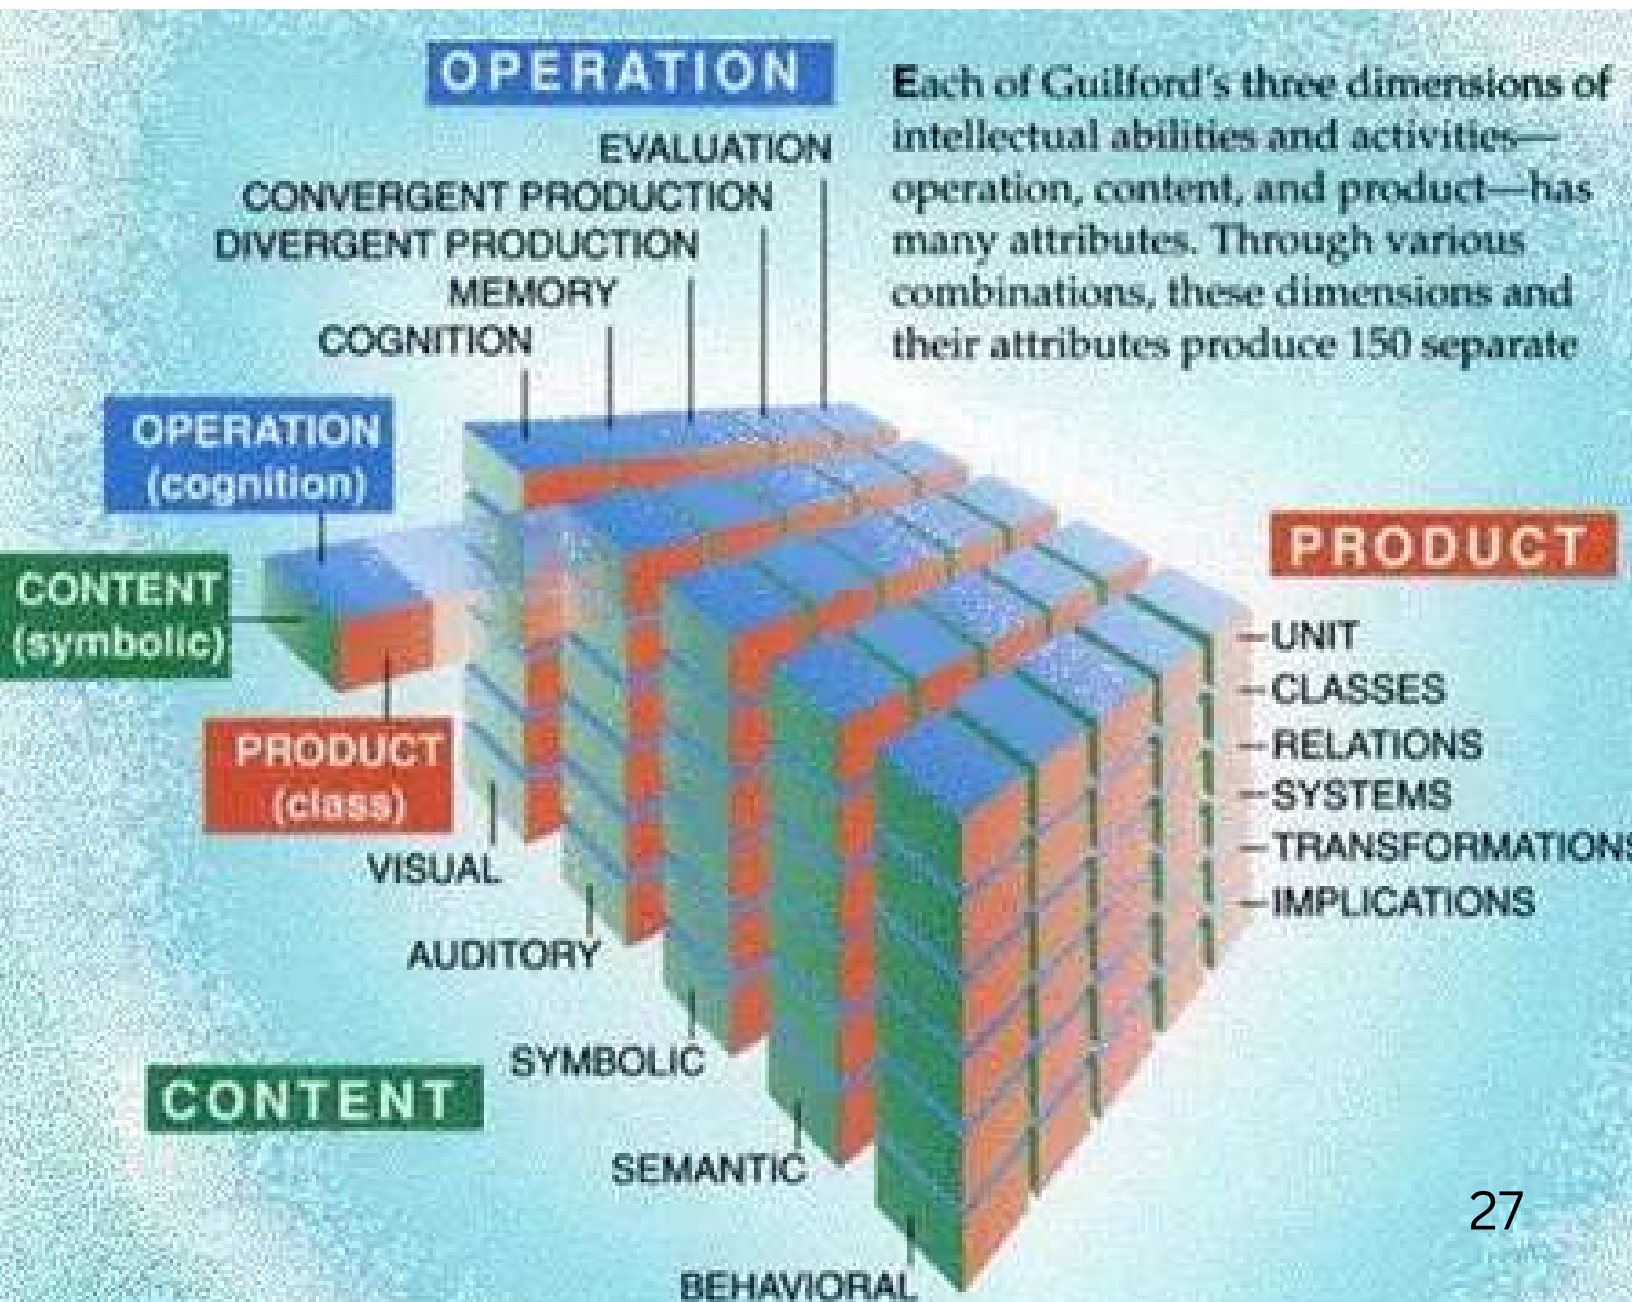 OPERATION
Each of Guilford's three dimensions of
intellectual abilities and activities—
operation, content, and product—has
many attributes. Through various
combinations, these dimensions and
their attributes produce 150 separate
EVALUATION
CONVERGENT PRODUCTION
DIVERGENT PRODUCTION
MEMORY
COGNITION
OPERATION
(cognition)
CONTENT
(symbolic)
PRODUCT
(class)
PRODUCT
UNIT
CLASSES
RELATIONS
SYSTEMS
TRANSFORMATIONS
IMPLICATIONS
VISUAL
AUDITORY
SYMBOLIC
SEMANTIC
BEHAVIORAL
CONTENT
27